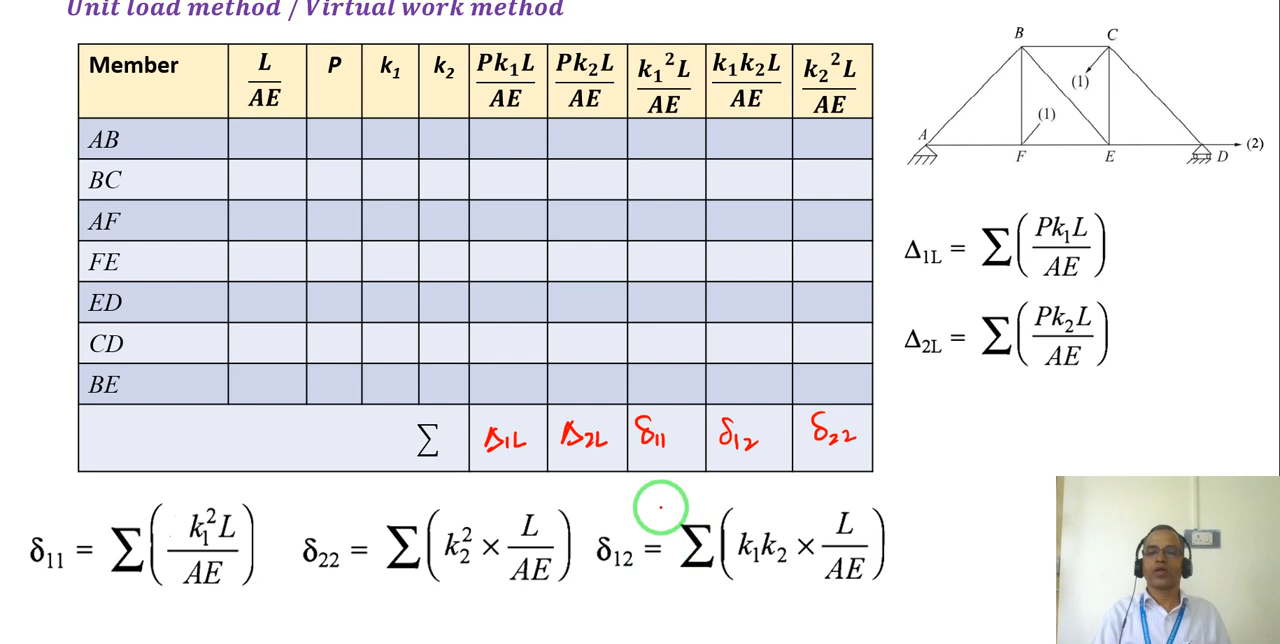 Unit load method / Virtual work method
Member L/AE P k₁ k₂ Pk₁L/AE Pk₂L/AE k₁²L/AE k₁k₂L/AE k₂²L/AE
AB
BC
AF
FE
ED
CD
BE
∑ Δ1L Δ2L δ11 δ12 δ22
B C
(1)
(1)
A (2)
F E D
Δ₁L = ∑(Pk₁L/AE)
Δ₂L = ∑(Pk₂L/AE)
δ₁₁ = ∑(k₁²L/AE) δ₂₂ = ∑(k₂² × L/AE) δ₁₂ = ∑(k₁k₂ × L/AE)